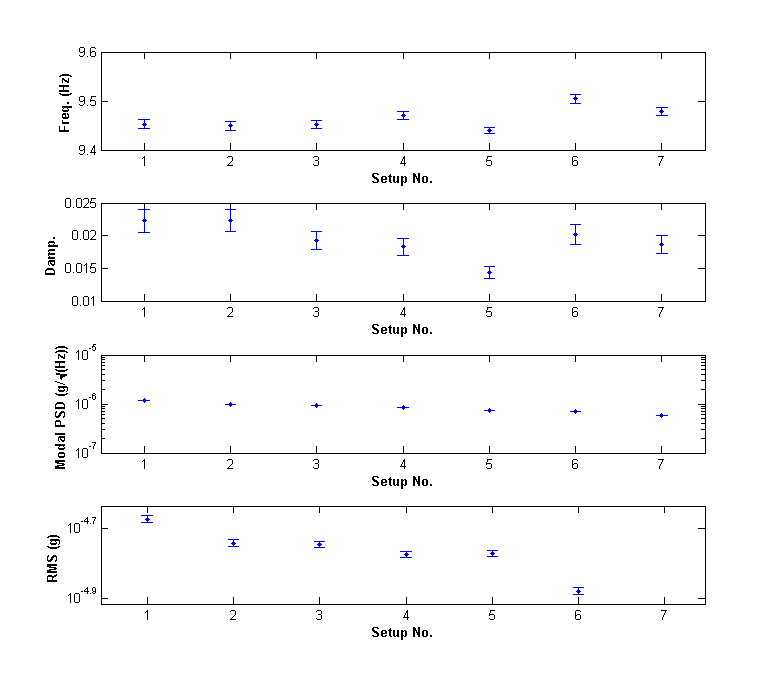 9.6
9.5
9.4
Freq. (Hz)
1 2 3 4 5 6 7
Setup No.
0.025
0.02
0.015
0.01
Damp.
1 2 3 4 5 6 7
Setup No.
10^-5
10^-6
10^-7
Modal PSD (g/√(Hz))
1 2 3 4 5 6 7
Setup No.
10^-4.7
10^-4.9
RMS (g)
1 2 3 4 5 6 7
Setup No.